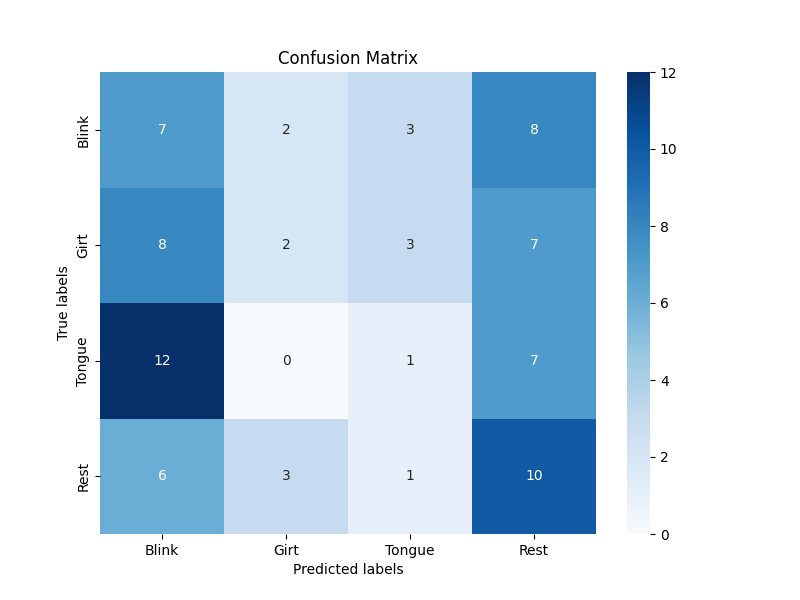 Confusion Matrix
True labels
Blink 7 2 3 8
Girt 8 2 3 7
Tongue 12 0 1 7
Rest 6 3 1 10
Blink Girt Tongue Rest
Predicted labels
12
10
8
6
4
2
0